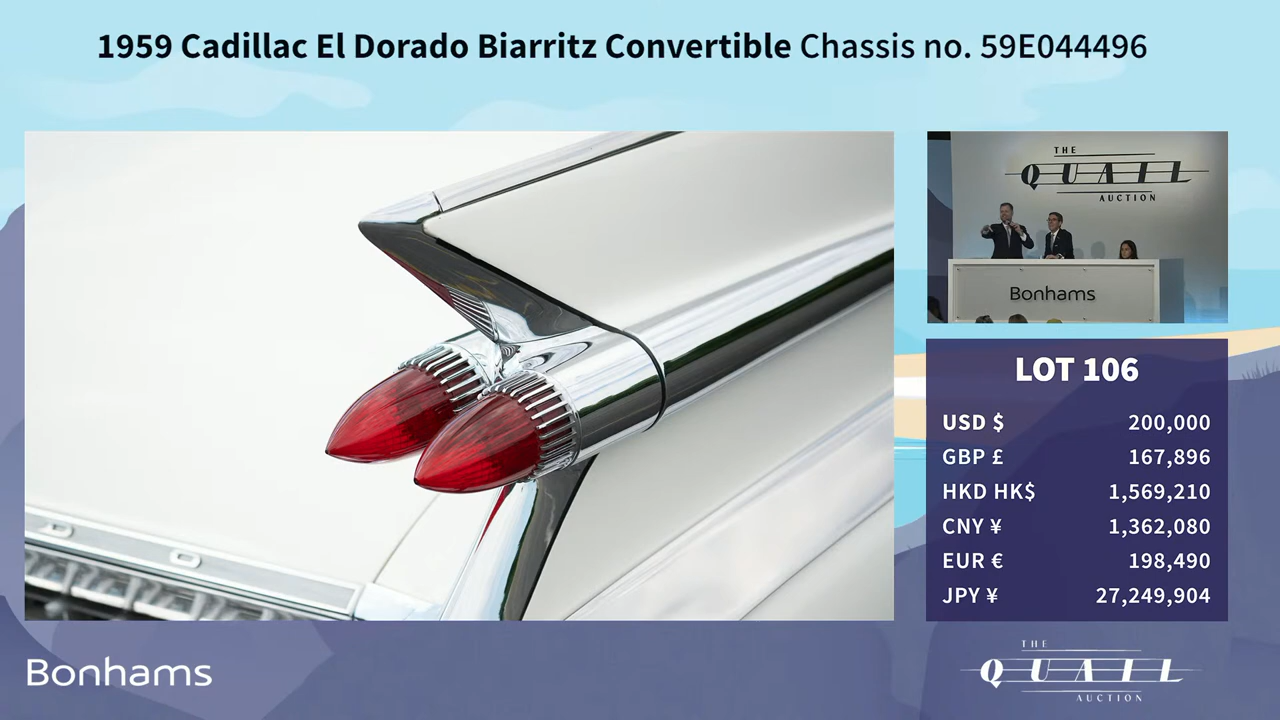 1959 Cadillac El Dorado Biarritz Convertible Chassis no. 59E044496
D O
THE
QUAIL
AUCTION
Bonhams
LOT 106
USD $ 200,000
GBP £ 167,896
HKD HK$ 1,569,210
CNY ¥ 1,362,080
EUR € 198,490
JPY ¥ 27,249,904
Bonhams
THE
QUAIL
AUCTION